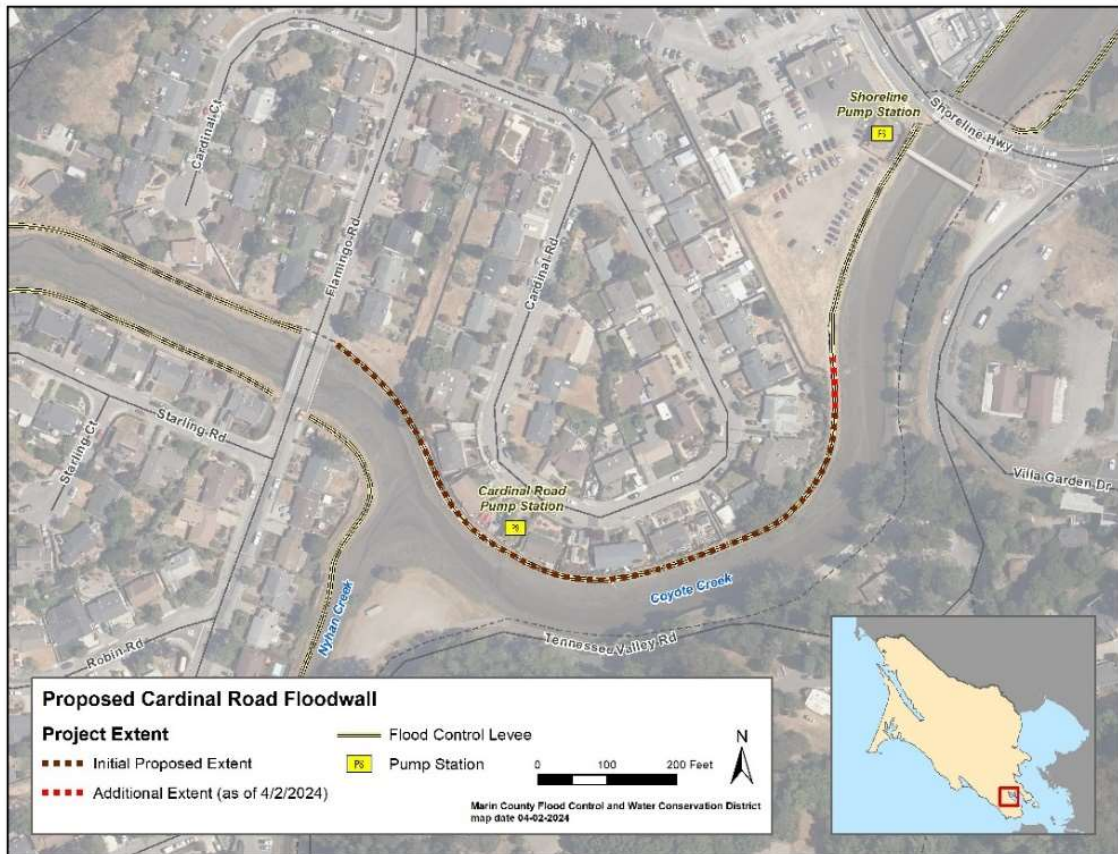 39
Cardinal Ct
Shoreline
Pump Station
Shoreline Hwy
Flamingo Rd
Cardinal Rd
Starling Rd
Starling Ct
Villa Garden Dr
Cardinal Road
Pump Station
Coyote Creek
Nyhan Creek
Tennessee Valley Rd
Robin Rd
Proposed Cardinal Road Floodwall
Project Extent
Initial Proposed Extent
Additional Extent (as of 4/2/2024)
Flood Control Levee
Pump Station
N
0 100 200 Feet
Marin County Flood Control and Water Conservation District
map date 04-02-2024